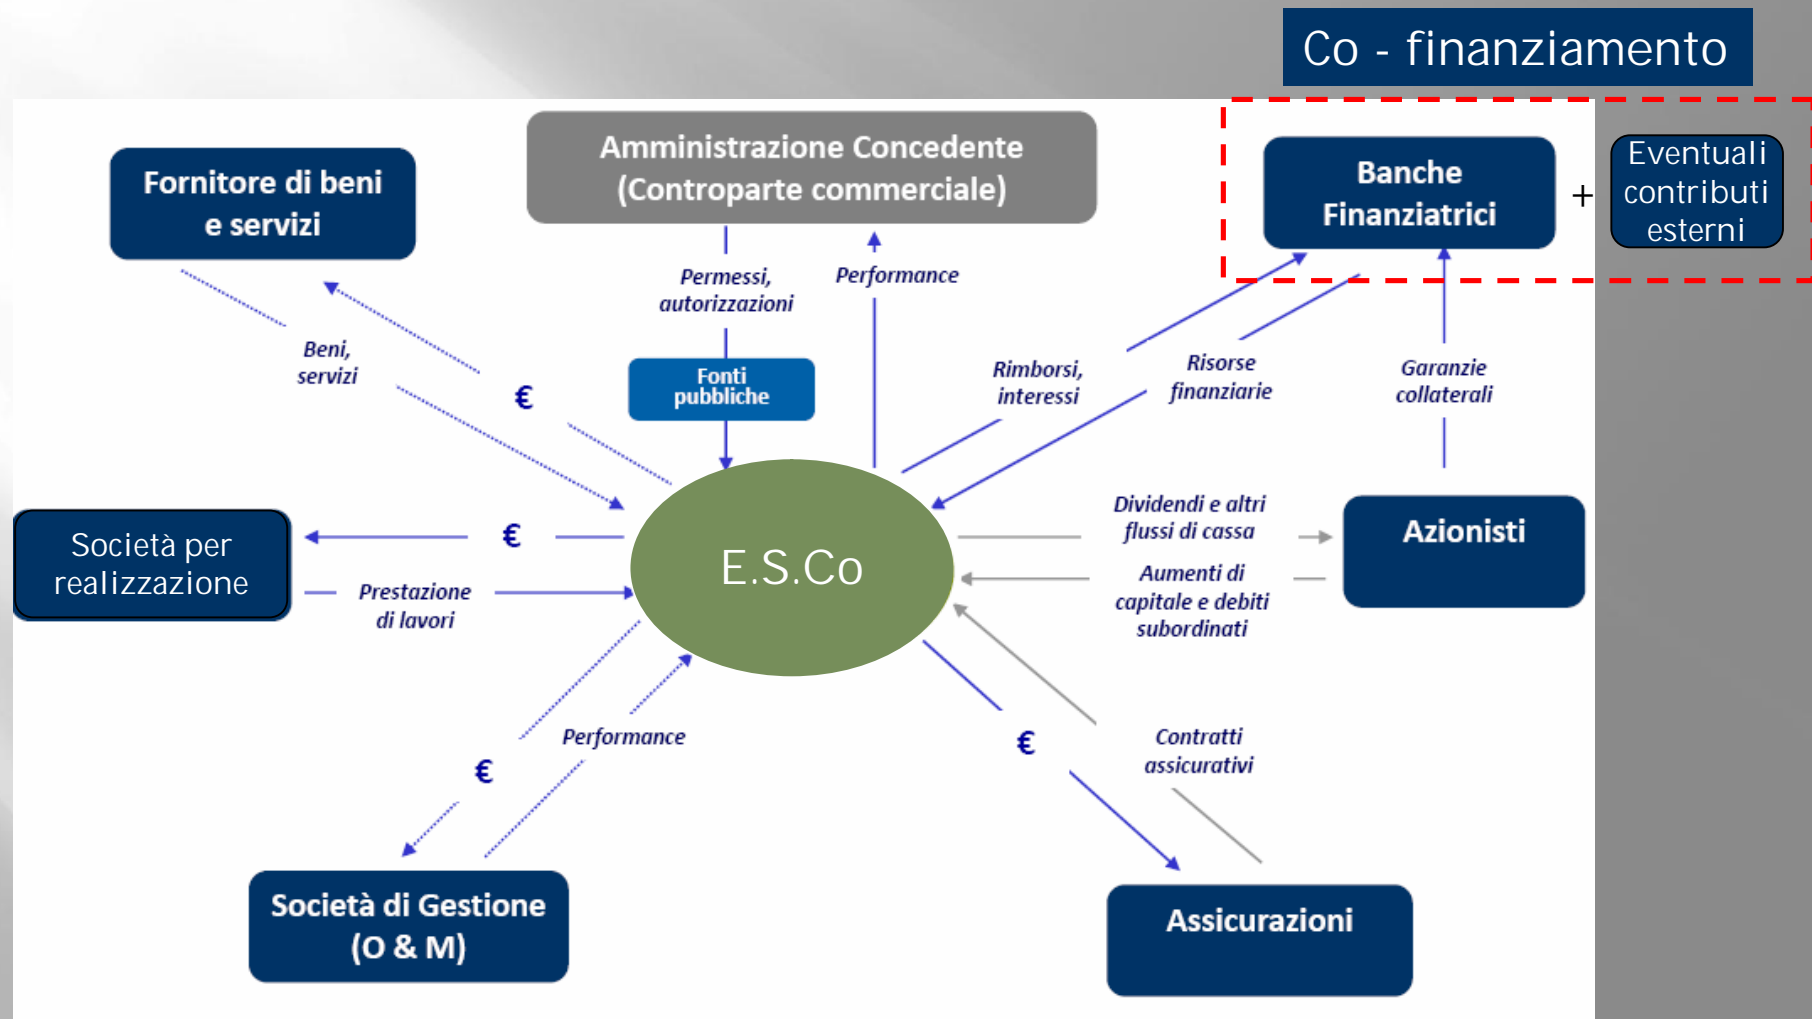 Co - finanziamento
Amministrazione Concedente
(Controparte commerciale)
Fornitore di beni
e servizi
Banche
Finanziatrici
+
Eventuali
contributi
esterni
Permessi,
autorizzazioni
Performance
Beni,
servizi
€
Fonti
pubbliche
Rimborsi,
interessi
Risorse
finanziarie
Garanzie
collaterali
Società per
realizzazione
€
Prestazione
di lavori
E.S.Co
Dividendi e altri
flussi di cassa
Aumenti di
capitale e debiti
subordinati
Azionisti
€
Performance
€
Contratti
assicurativi
Società di Gestione
(O & M)
Assicurazioni